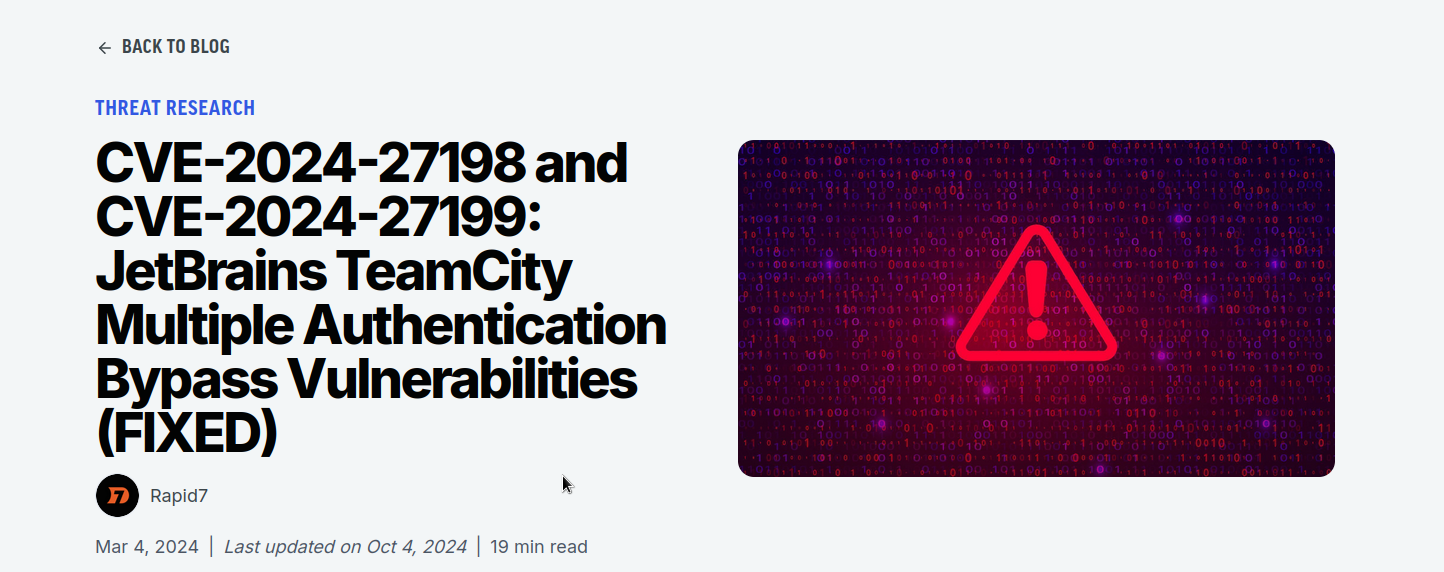 BACK TO BLOG
THREAT RESEARCH
CVE-2024-27198 and
CVE-2024-27199:
JetBrains TeamCity
Multiple Authentication
Bypass Vulnerabilities
(FIXED)
Rapid7
Mar 4, 2024 | Last updated on Oct 4, 2024 | 19 min read